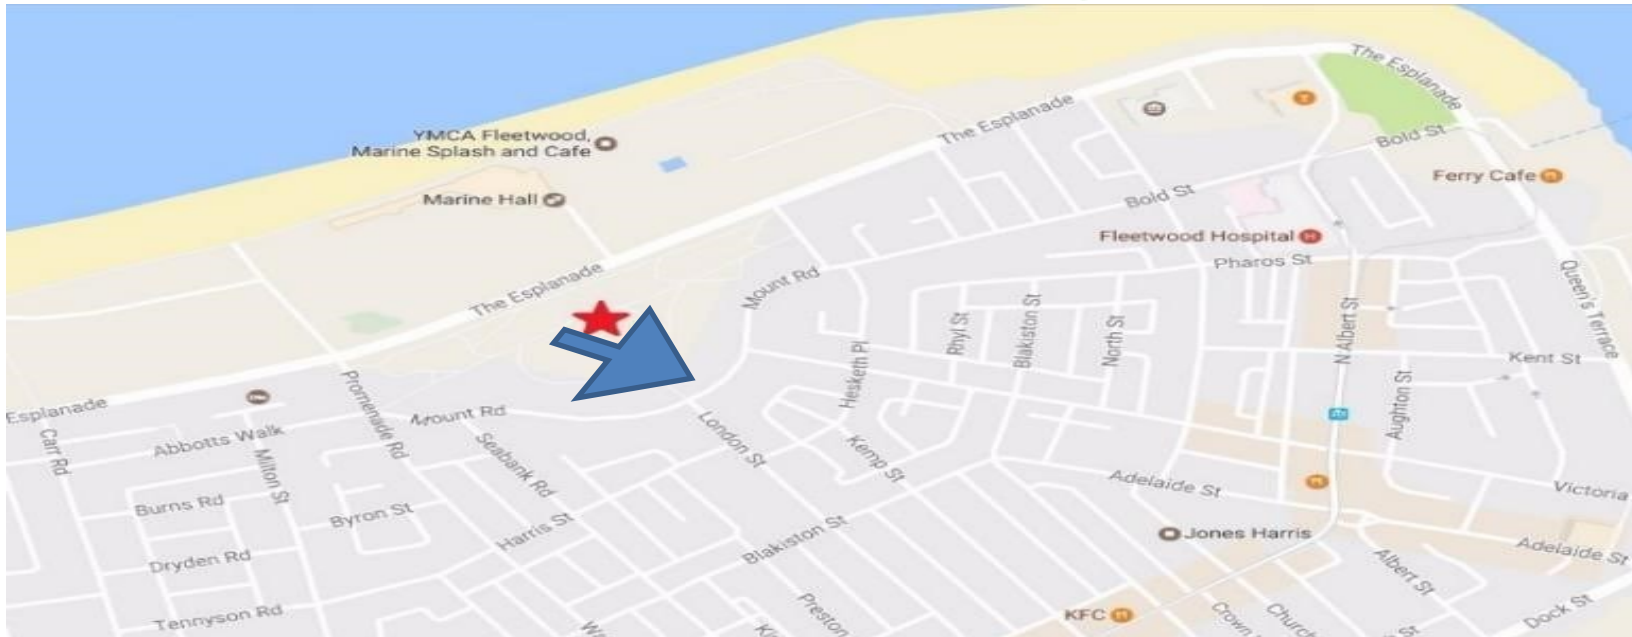 The Esplanade
The Esplanade
Bold St
YMCA Fleetwood,
Marine Splash and Cafe
Ferry Cafe
Marine Hall
Bold St
Fleetwood Hospital
Pharos St
The Esplanade
Mount Rd
Queen's Terrace
Rhyl St
Blakiston St
North St
N Albert St
Kent St
Hesketh Pl
Aughton St
Esplanade
Promenade Rd
Mount Rd
Carr Rd
Abbotts Walk
Milton St
Seabank Rd
London St
Kemp St
Adelaide St
Victoria
Burns Rd
Byron St
Harris St
Blakiston St
Jones Harris
Adelaide St
Dryden Rd
Albert St
Tennyson Rd
Preston
KFC
Crown
Church
Dock St